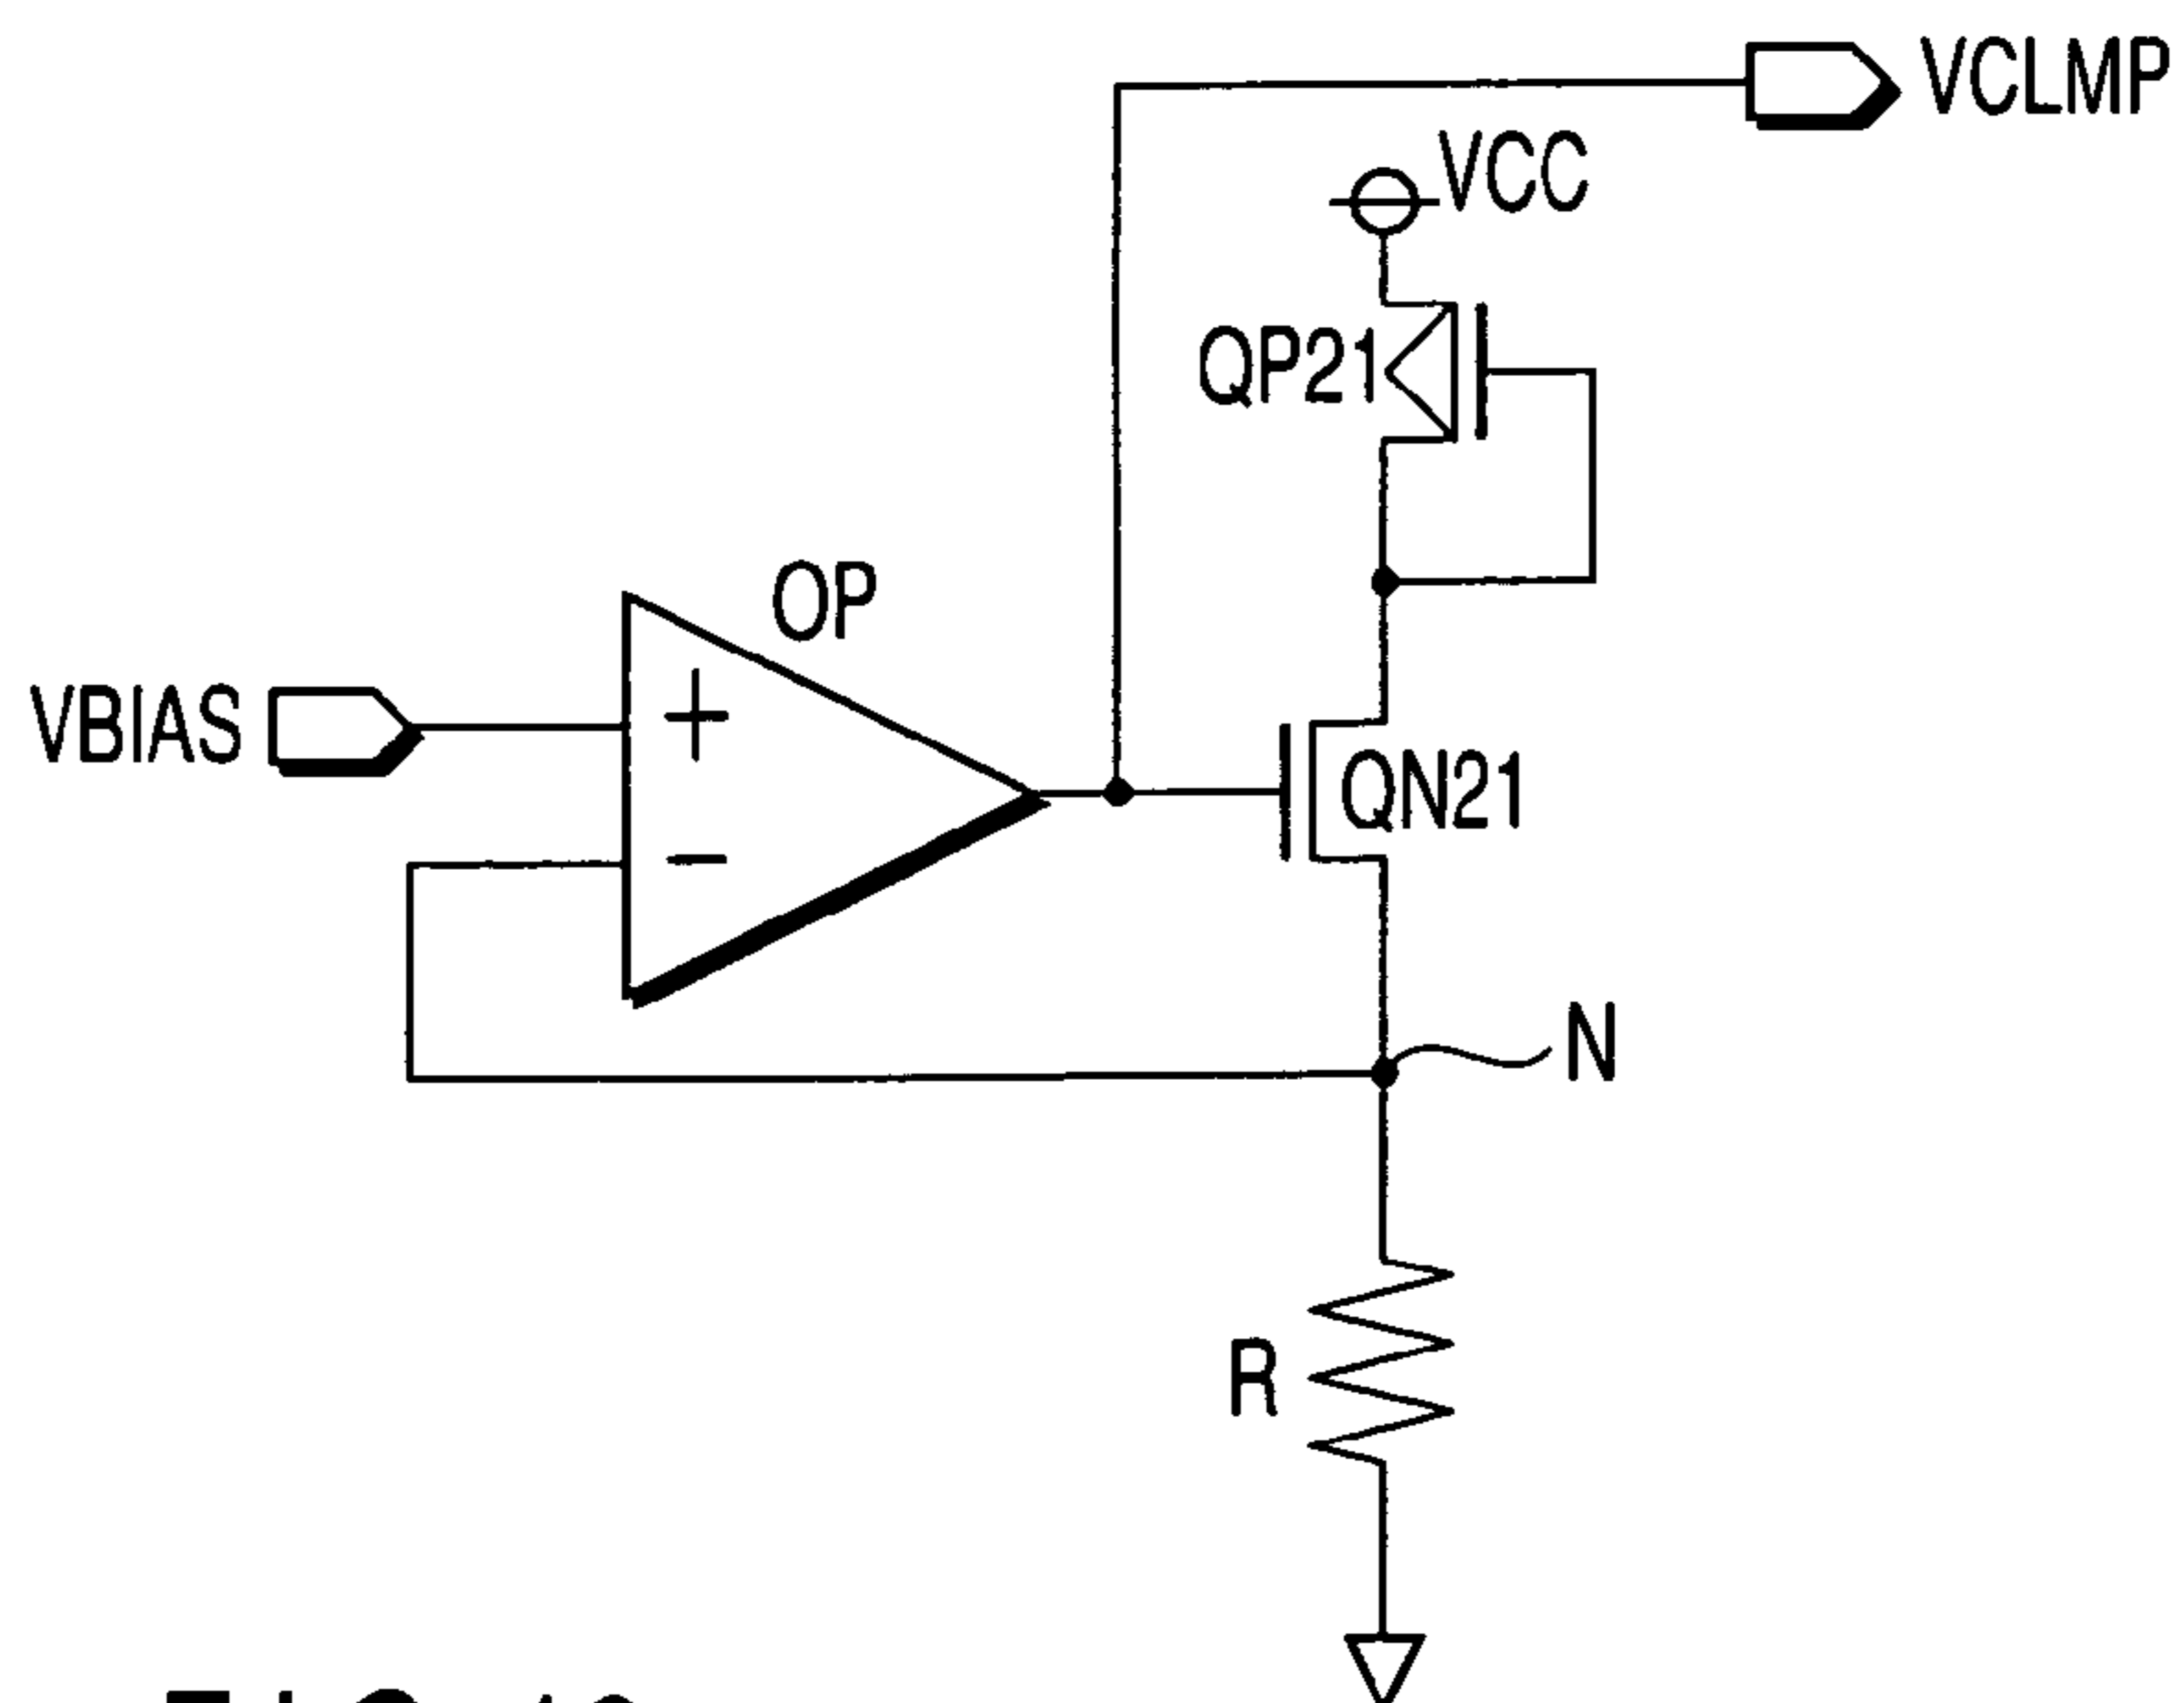 VCLMP
VCC
QP21
OP
+
VBIAS
QN21
−
N
R